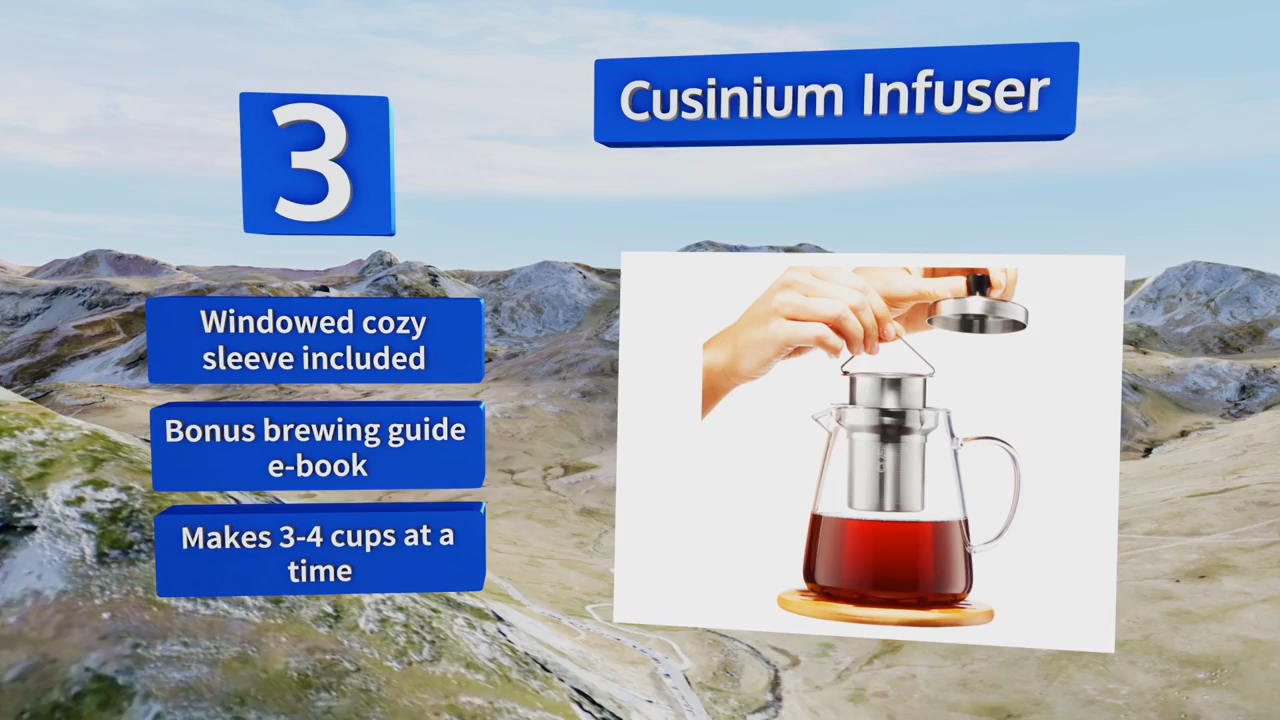 3
Cusinium Infuser
Windowed cozy
sleeve included
Bonus brewing guide
e-book
Makes 3-4 cups at a
time